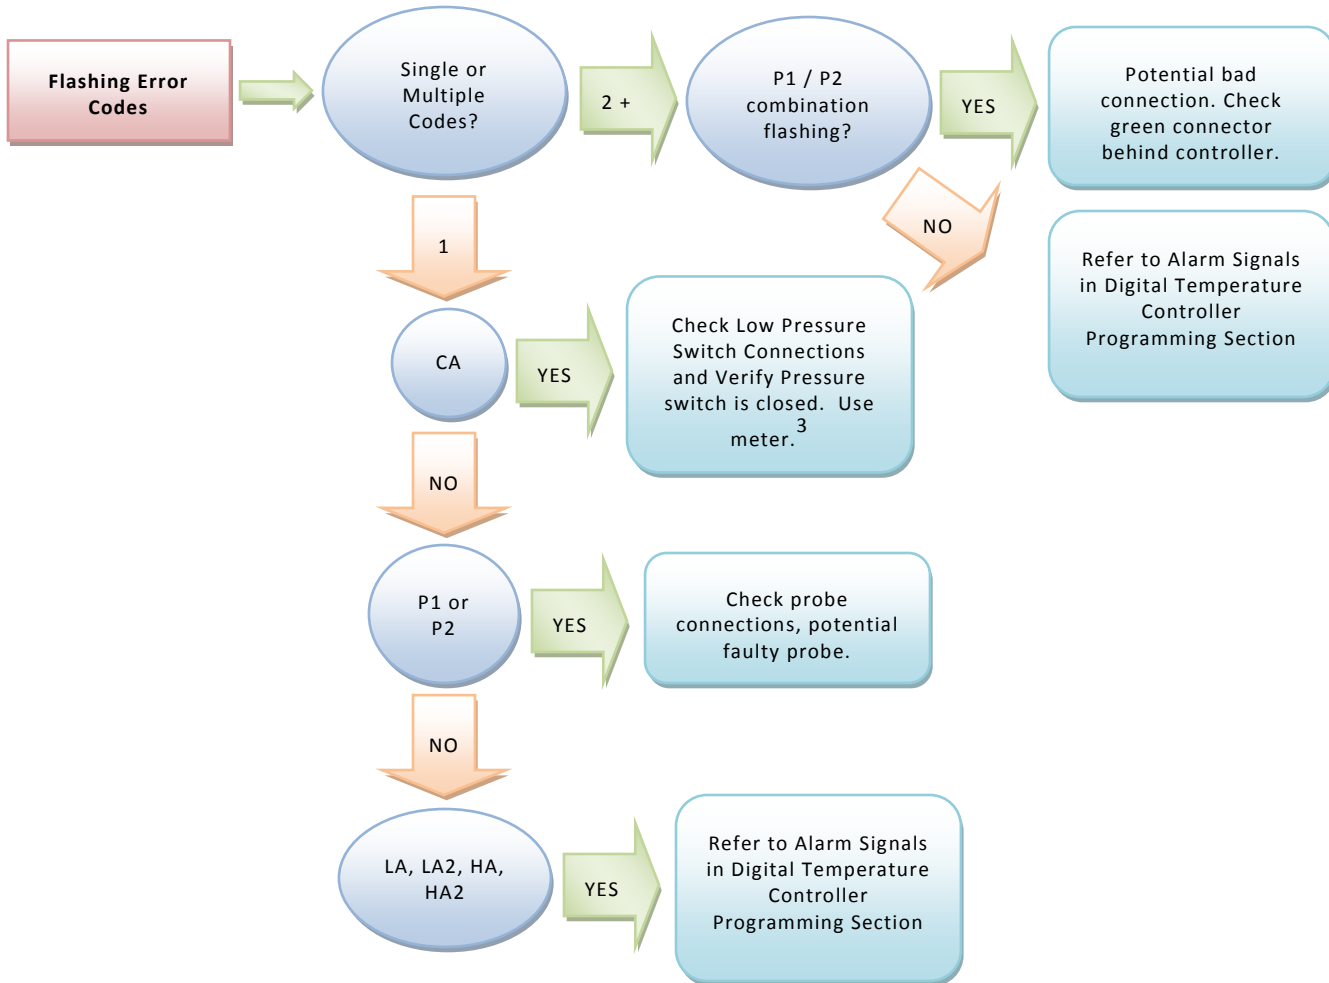 Flashing Error
Codes
Single or
Multiple
Codes?
2 +
P1 / P2
combination
flashing?
YES
Potential bad
connection. Check
green connector
behind controller.
NO
Refer to Alarm Signals
in Digital Temperature
Controller
Programming Section
1
CA
YES
Check Low Pressure
Switch Connections
and Verify Pressure
switch is closed. Use
meter.3
NO
P1 or
P2
YES
Check probe
connections, potential
faulty probe.
NO
LA, LA2, HA,
HA2
YES
Refer to Alarm Signals
in Digital Temperature
Controller
Programming Section